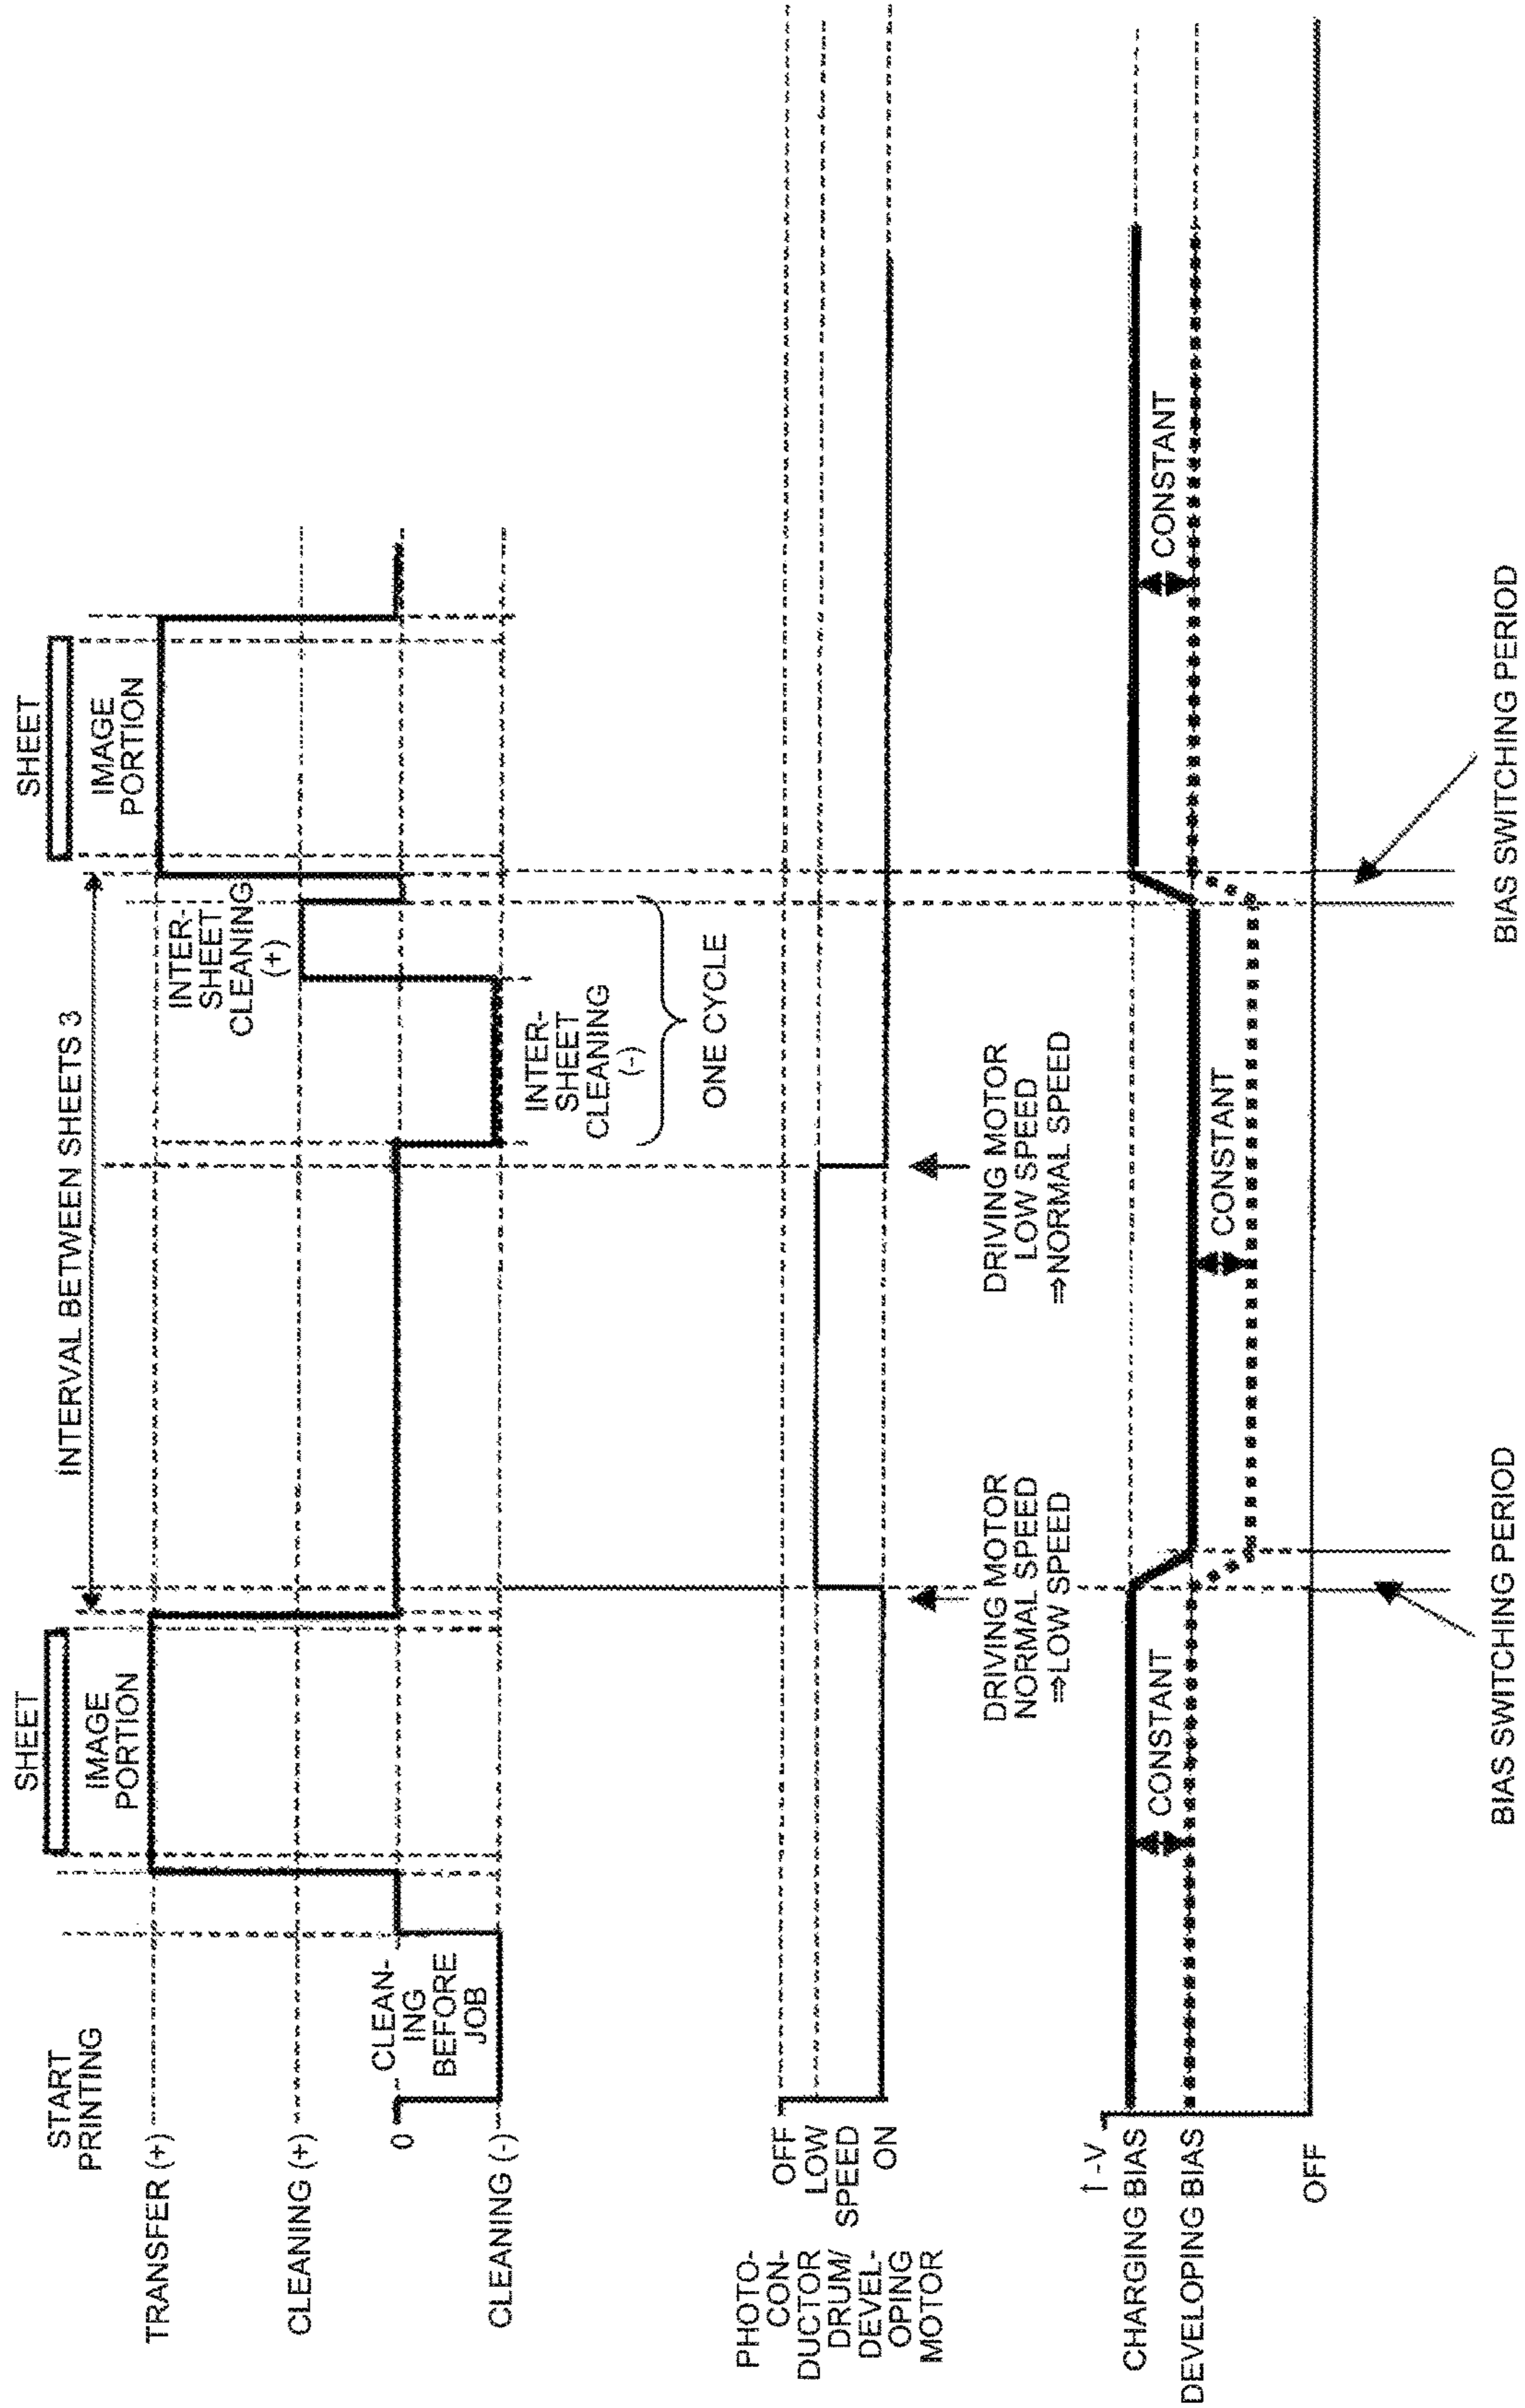 START
PRINTING
SHEET
IMAGE
PORTION
INTERVAL BETWEEN SHEETS 3
SHEET
IMAGE
PORTION
TRANSFER (+)
CLEANING (+)
0
CLEANING (-)
CLEAN-
ING
BEFORE
JOB
INTER-
SHEET
CLEANING
(+)
INTER-
SHEET
CLEANING
(-)
ONE CYCLE
PHOTO-
CON-
DUCTOR
DRUM/
DEVEL-
OPING
MOTOR
OFF
LOW
SPEED
ON
DRIVING MOTOR
NORMAL SPEED
⇒LOW SPEED
DRIVING MOTOR
LOW SPEED
⇒NORMAL SPEED
↑ -V
CHARGING BIAS
DEVELOPING BIAS
OFF
CONSTANT
CONSTANT
CONSTANT
BIAS SWITCHING PERIOD
BIAS SWITCHING PERIOD